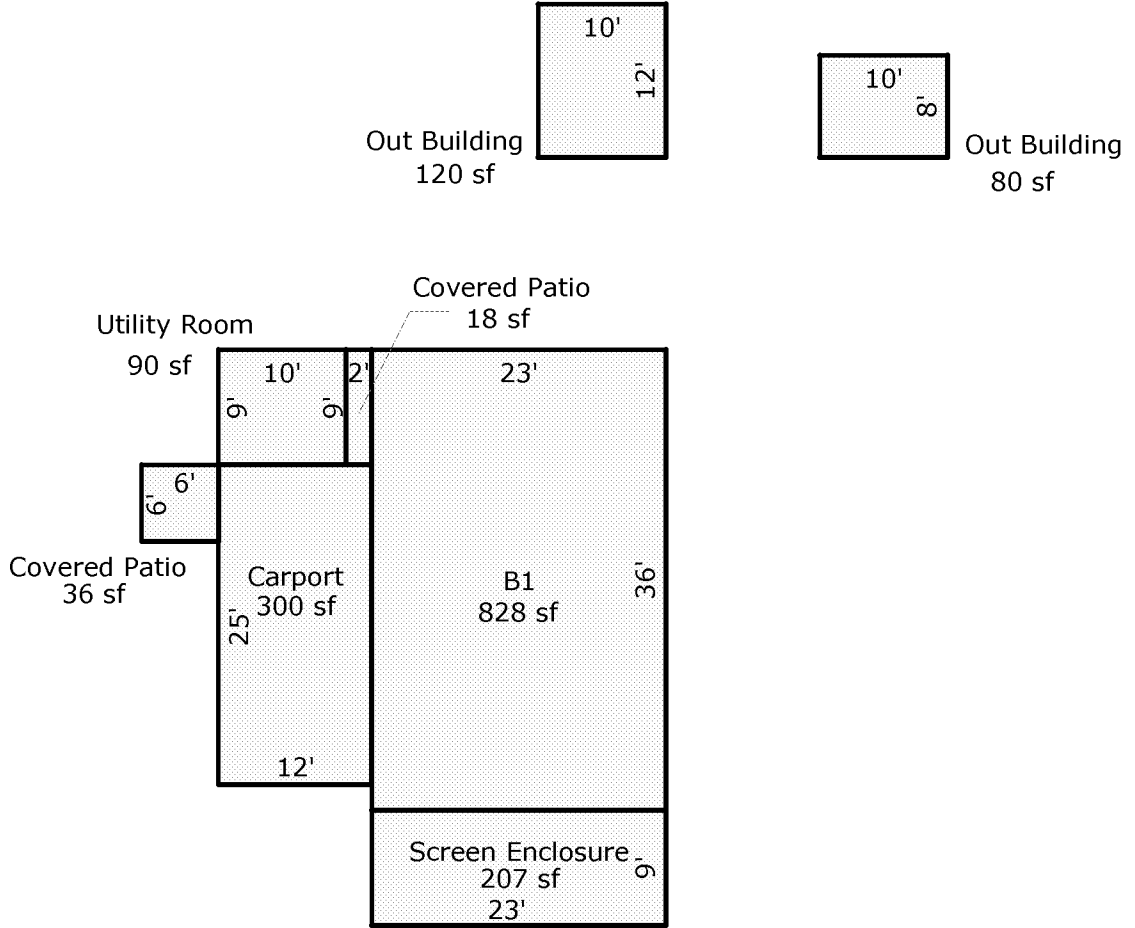 10'
12'
Out Building
120 sf
10'
8'
Out Building
80 sf
Covered Patio
18 sf
Utility Room
90 sf
10'
2'
23'
9'
9'
6'
6'
Covered Patio
36 sf
Carport
300 sf
25'
12'
B1
828 sf
36'
Screen Enclosure
207 sf
9'
23'